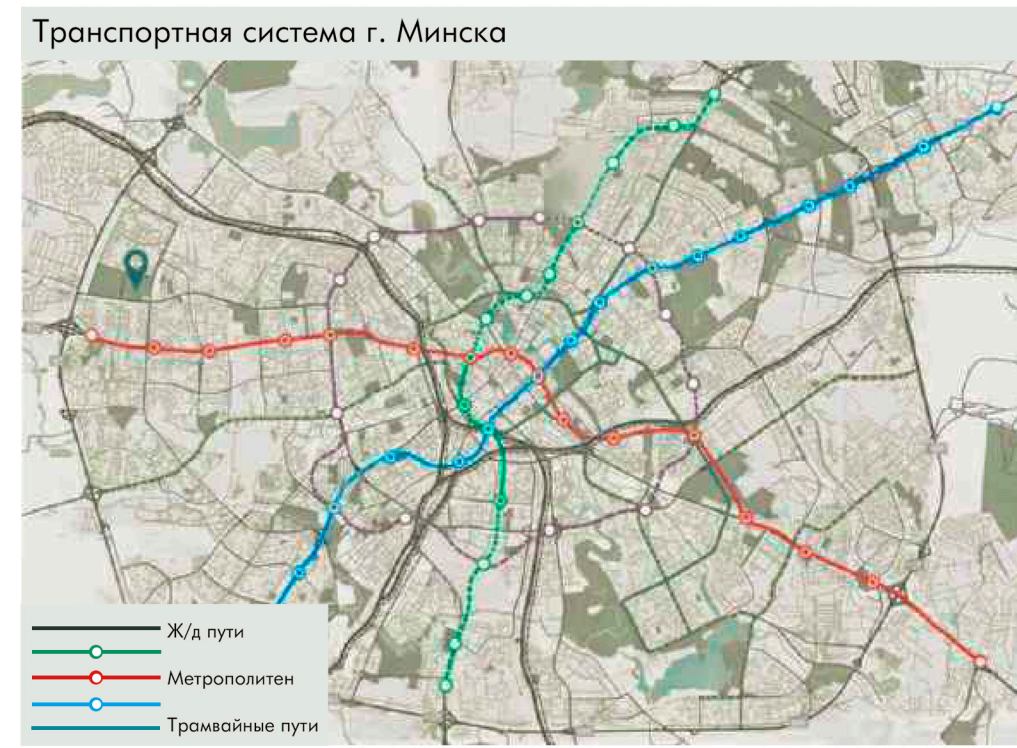 Транспортная система г. Минска
Ж/д пути
Метрополитен
Трамвайные пути